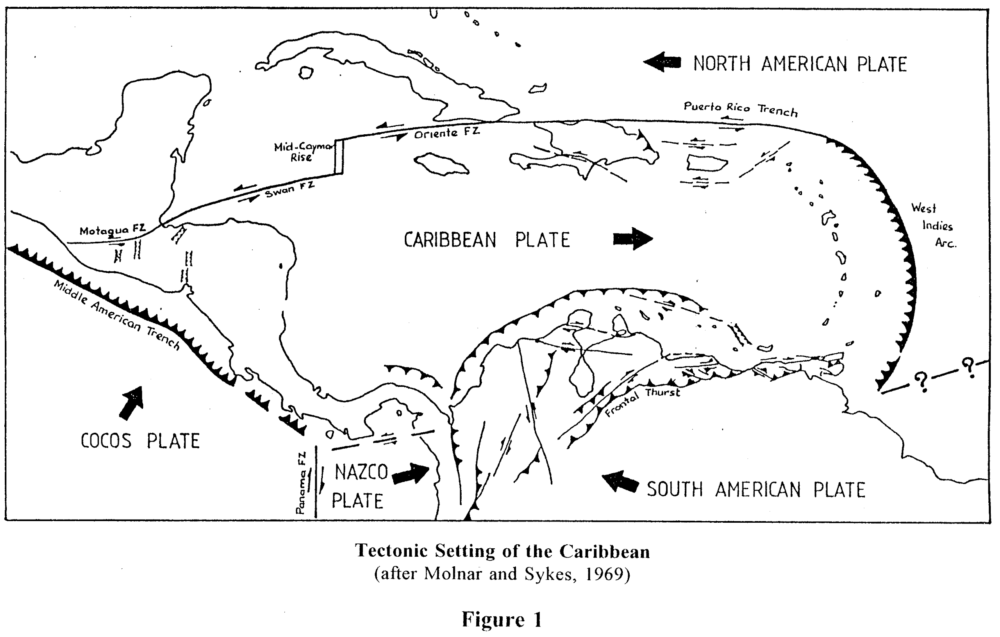 NORTH AMERICAN PLATE
Puerto Rico Trench
Oriente FZ
Mid-Cayma
Rise
Swan FZ
West
Indies
Arc.
Motagua FZ
CARIBBEAN PLATE
Middle American Trench
? ?
Frontal Thurst
COCOS PLATE
Panama FZ
NAZCO
PLATE
SOUTH AMERICAN PLATE
Tectonic Setting of the Caribbean
(after Molnar and Sykes, 1969)
Figure 1